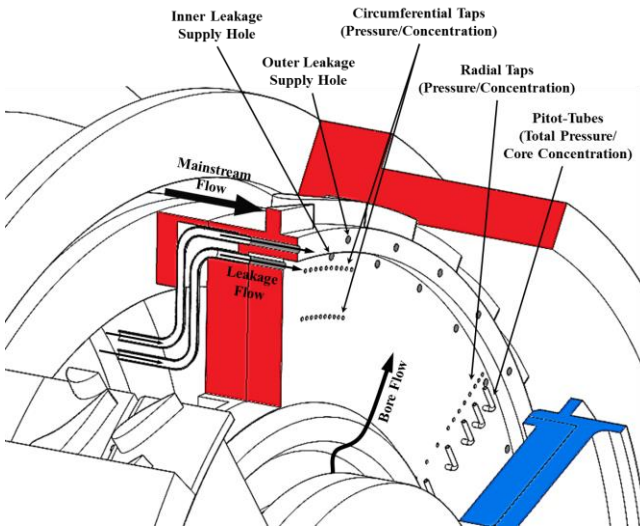 Inner Leakage
Supply Hole
Circumferential Taps
(Pressure/Concentration)
Outer Leakage
Supply Hole
Radial Taps
(Pressure/Concentration)
Pitot-Tubes
(Total Pressure/
Core Concentration)
Mainstream
Flow
Leakage
Flow
Bore Flow